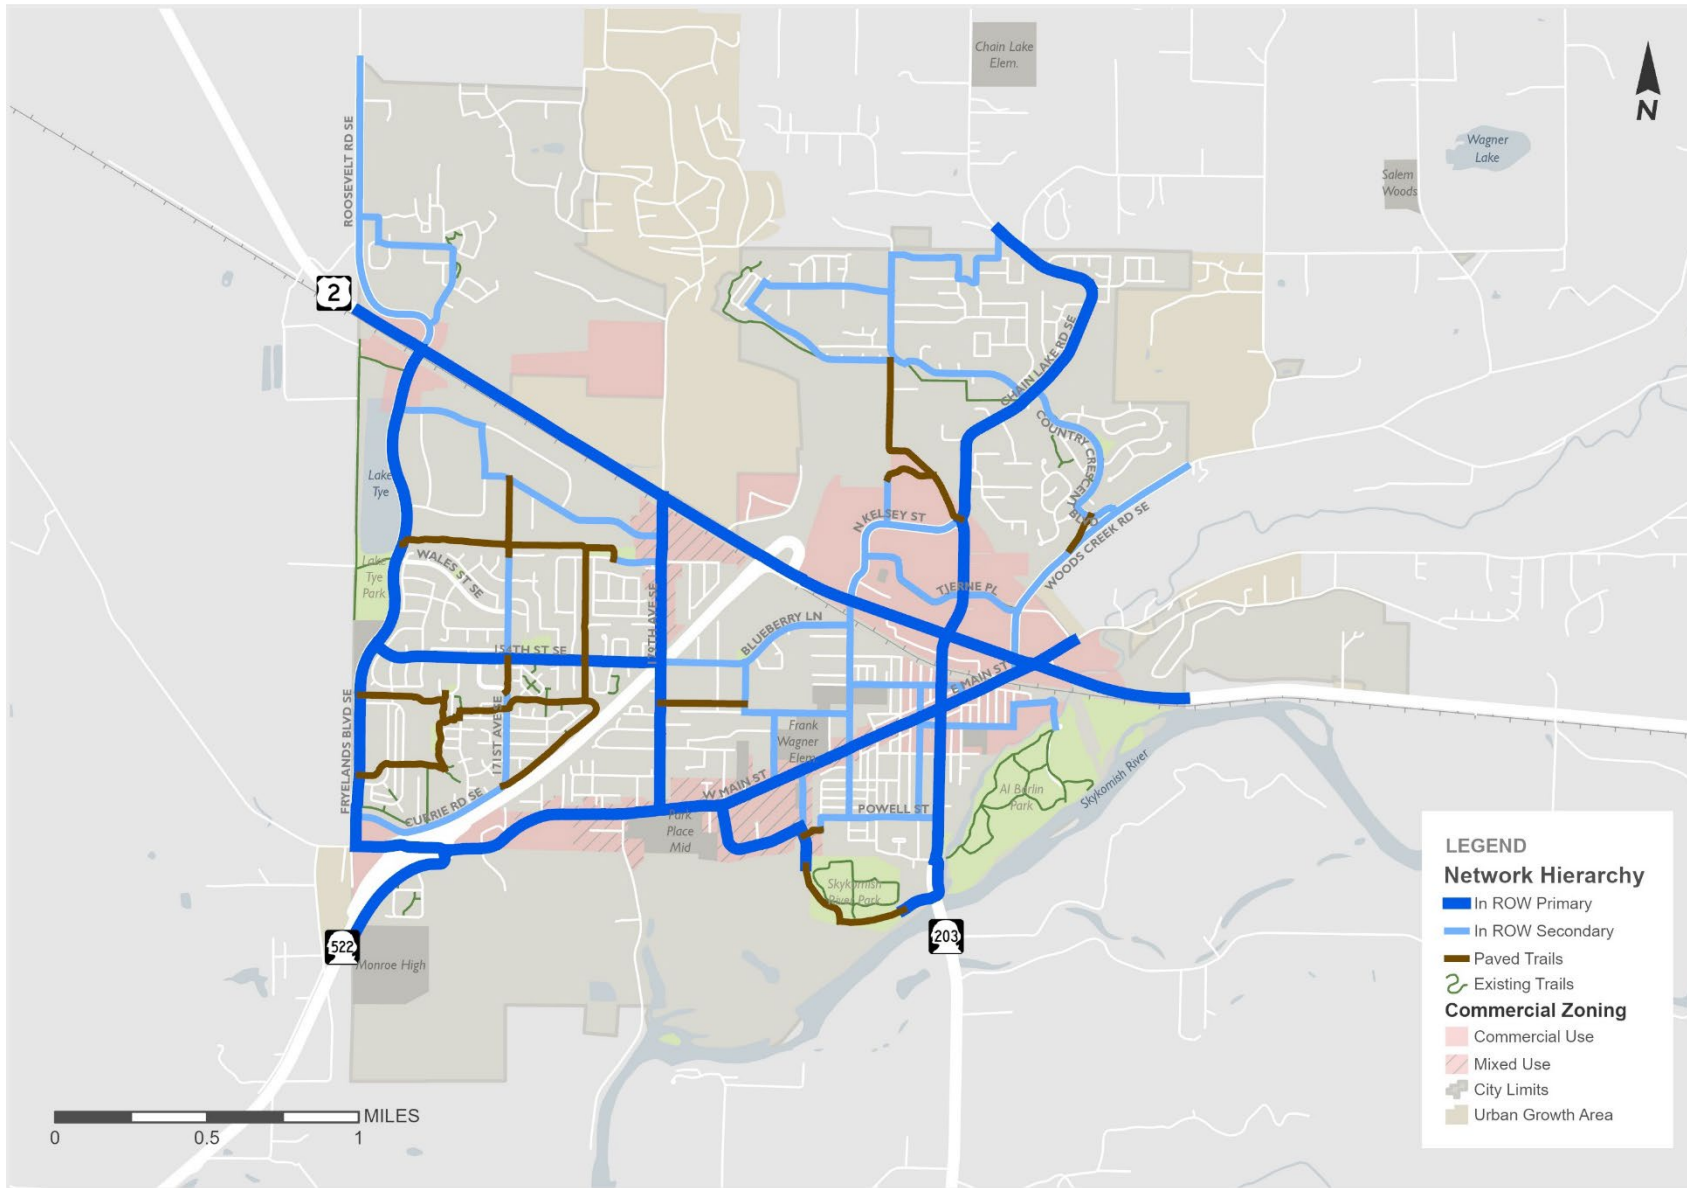 Chain Lake
Elem.
N
Wagner
Lake
Salem
Woods
ROOSEVELT RD SE
2
CHAIN LAKE RD SE
COUNTRY CRESCENT
BLVD
Lake
Tye
N KELSEY ST
WOODS CREEK RD SE
Lake
Tye
Park
WALES ST SE
TJERNE PL
179TH AVE SE
BLUEBERRY LN
154TH ST SE
E MAIN ST
FRYELANDS BLVD SE
171ST AVE SE
Frank
Wagner
Elem
W MAIN ST
Al Borlin
Park
Skykomish River
CURRIE RD SE
POWELL ST
Park
Place
Mid
Skykomish
River Park
522
203
Monroe High
LEGEND
Network Hierarchy
In ROW Primary
In ROW Secondary
Paved Trails
Existing Trails
Commercial Zoning
Commercial Use
Mixed Use
City Limits
Urban Growth Area
MILES
0 0.5 1